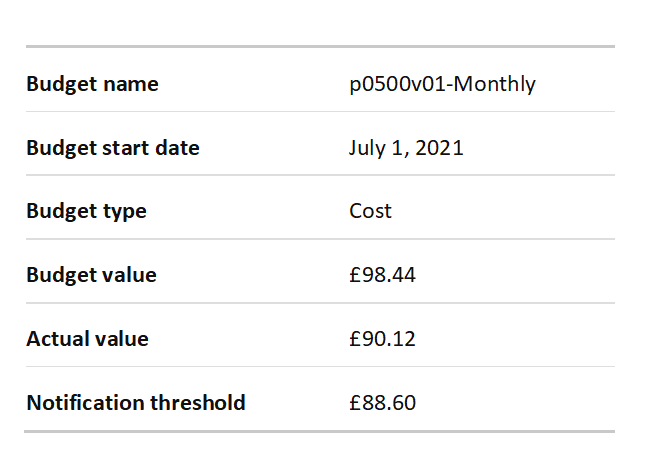 Budget name p0500v01-Monthly
Budget start date July 1, 2021
Budget type Cost
Budget value £98.44
Actual value £90.12
Notification threshold £88.60